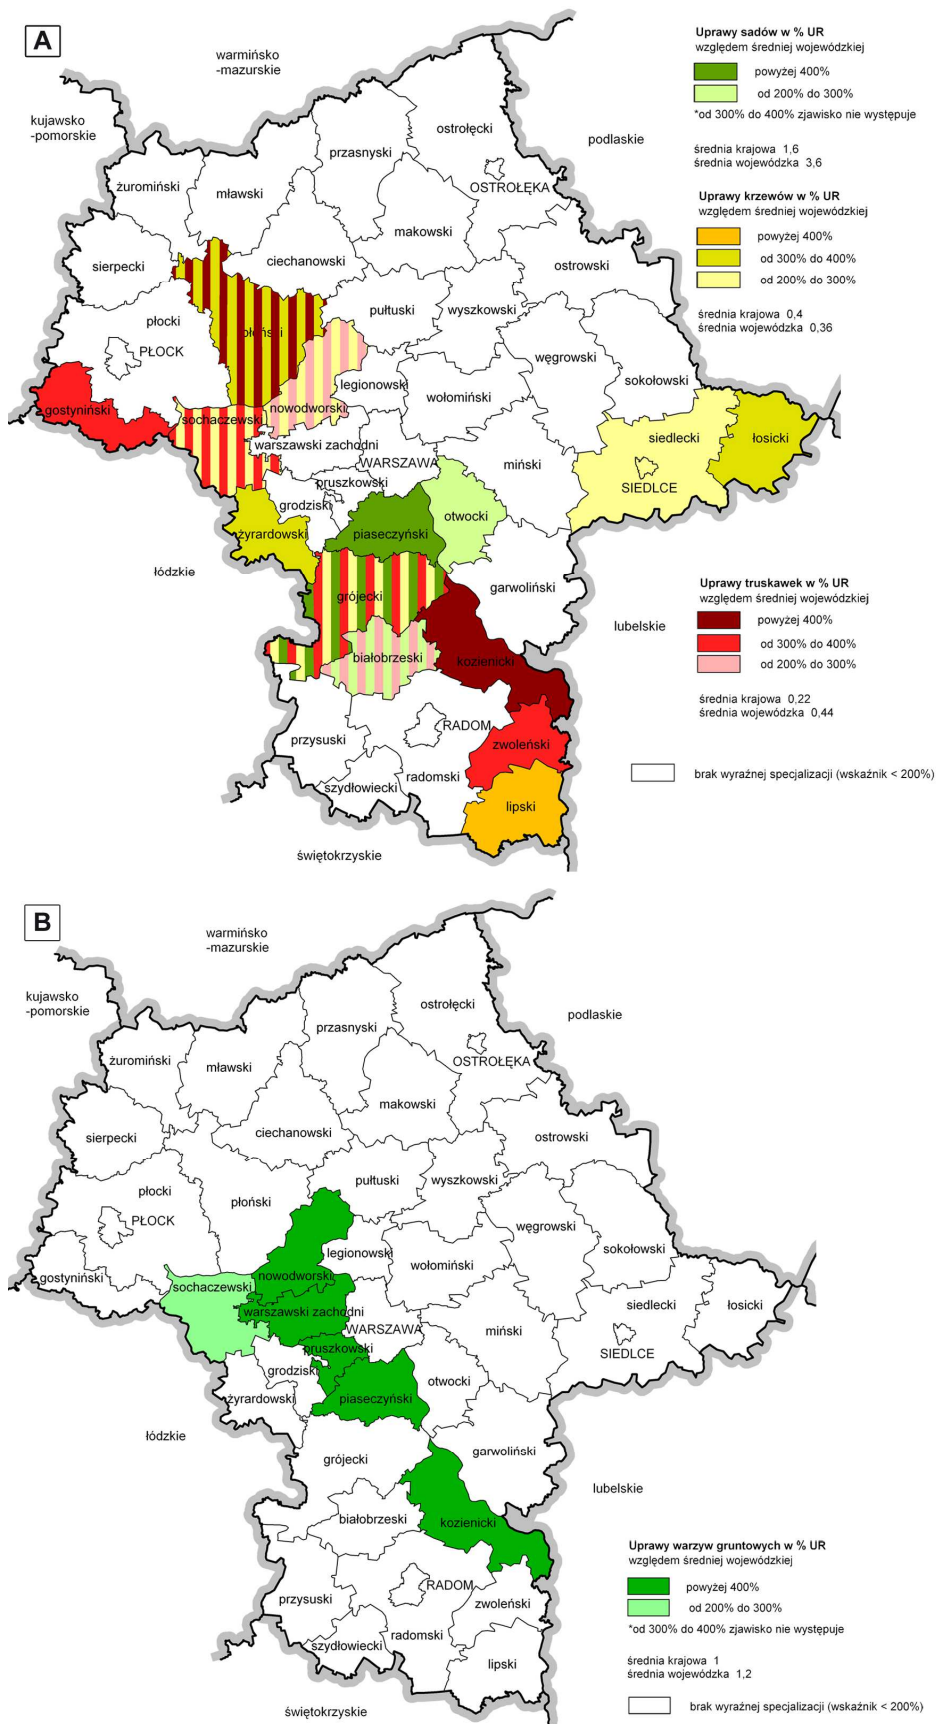 A
warmińsko
-mazurskie
kujawsko
-pomorskie
podlaskie
ostrołęcki
przasnyski
OSTROŁĘKA
żuromiński
mławski
makowski
ciechanowski
ostrowski
sierpecki
płocki
PŁOCK
płoński
pułtuski
wyszkowski
węgrowski
sokołowski
legionowski
wołomiński
gostyniński
sochaczewski
nowodworski
warszawski zachodni
WARSZAWA
miński
siedlecki
łosicki
SIEDLCE
pruszkowski
grodziski
żyrardowski
piaseczyński
otwocki
łódzkie
grójecki
garwoliński
lubelskie
białobrzeski
kozienicki
przysuski
RADOM
zwoleński
szydłowiecki
radomski
lipski
świętokrzyskie
Uprawy sadów w % UR
względem średniej wojewódzkiej
powyżej 400%
od 200% do 300%
*od 300% do 400% zjawisko nie występuje
średnia krajowa 1,6
średnia wojewódzka 3,6
Uprawy krzewów w % UR
względem średniej wojewódzkiej
powyżej 400%
od 300% do 400%
od 200% do 300%
średnia krajowa 0,4
średnia wojewódzka 0,36
Uprawy truskawek w % UR
względem średniej wojewódzkiej
powyżej 400%
od 300% do 400%
od 200% do 300%
średnia krajowa 0,22
średnia wojewódzka 0,44
brak wyraźnej specjalizacji (wskaźnik < 200%)
B
warmińsko
-mazurskie
kujawsko
-pomorskie
podlaskie
ostrołęcki
przasnyski
OSTROŁĘKA
żuromiński
mławski
makowski
ciechanowski
ostrowski
sierpecki
płocki
PŁOCK
płoński
pułtuski
wyszkowski
węgrowski
sokołowski
legionowski
wołomiński
gostyniński
sochaczewski
nowodworski
warszawski zachodni
WARSZAWA
miński
siedlecki
łosicki
SIEDLCE
pruszkowski
grodziski
żyrardowski
piaseczyński
otwocki
łódzkie
grójecki
garwoliński
lubelskie
białobrzeski
kozienicki
przysuski
RADOM
zwoleński
szydłowiecki
radomski
lipski
świętokrzyskie
Uprawy warzyw gruntowych w % UR
względem średniej wojewódzkiej
powyżej 400%
od 200% do 300%
*od 300% do 400% zjawisko nie występuje
średnia krajowa 1
średnia wojewódzka 1,2
brak wyraźnej specjalizacji (wskaźnik < 200%)